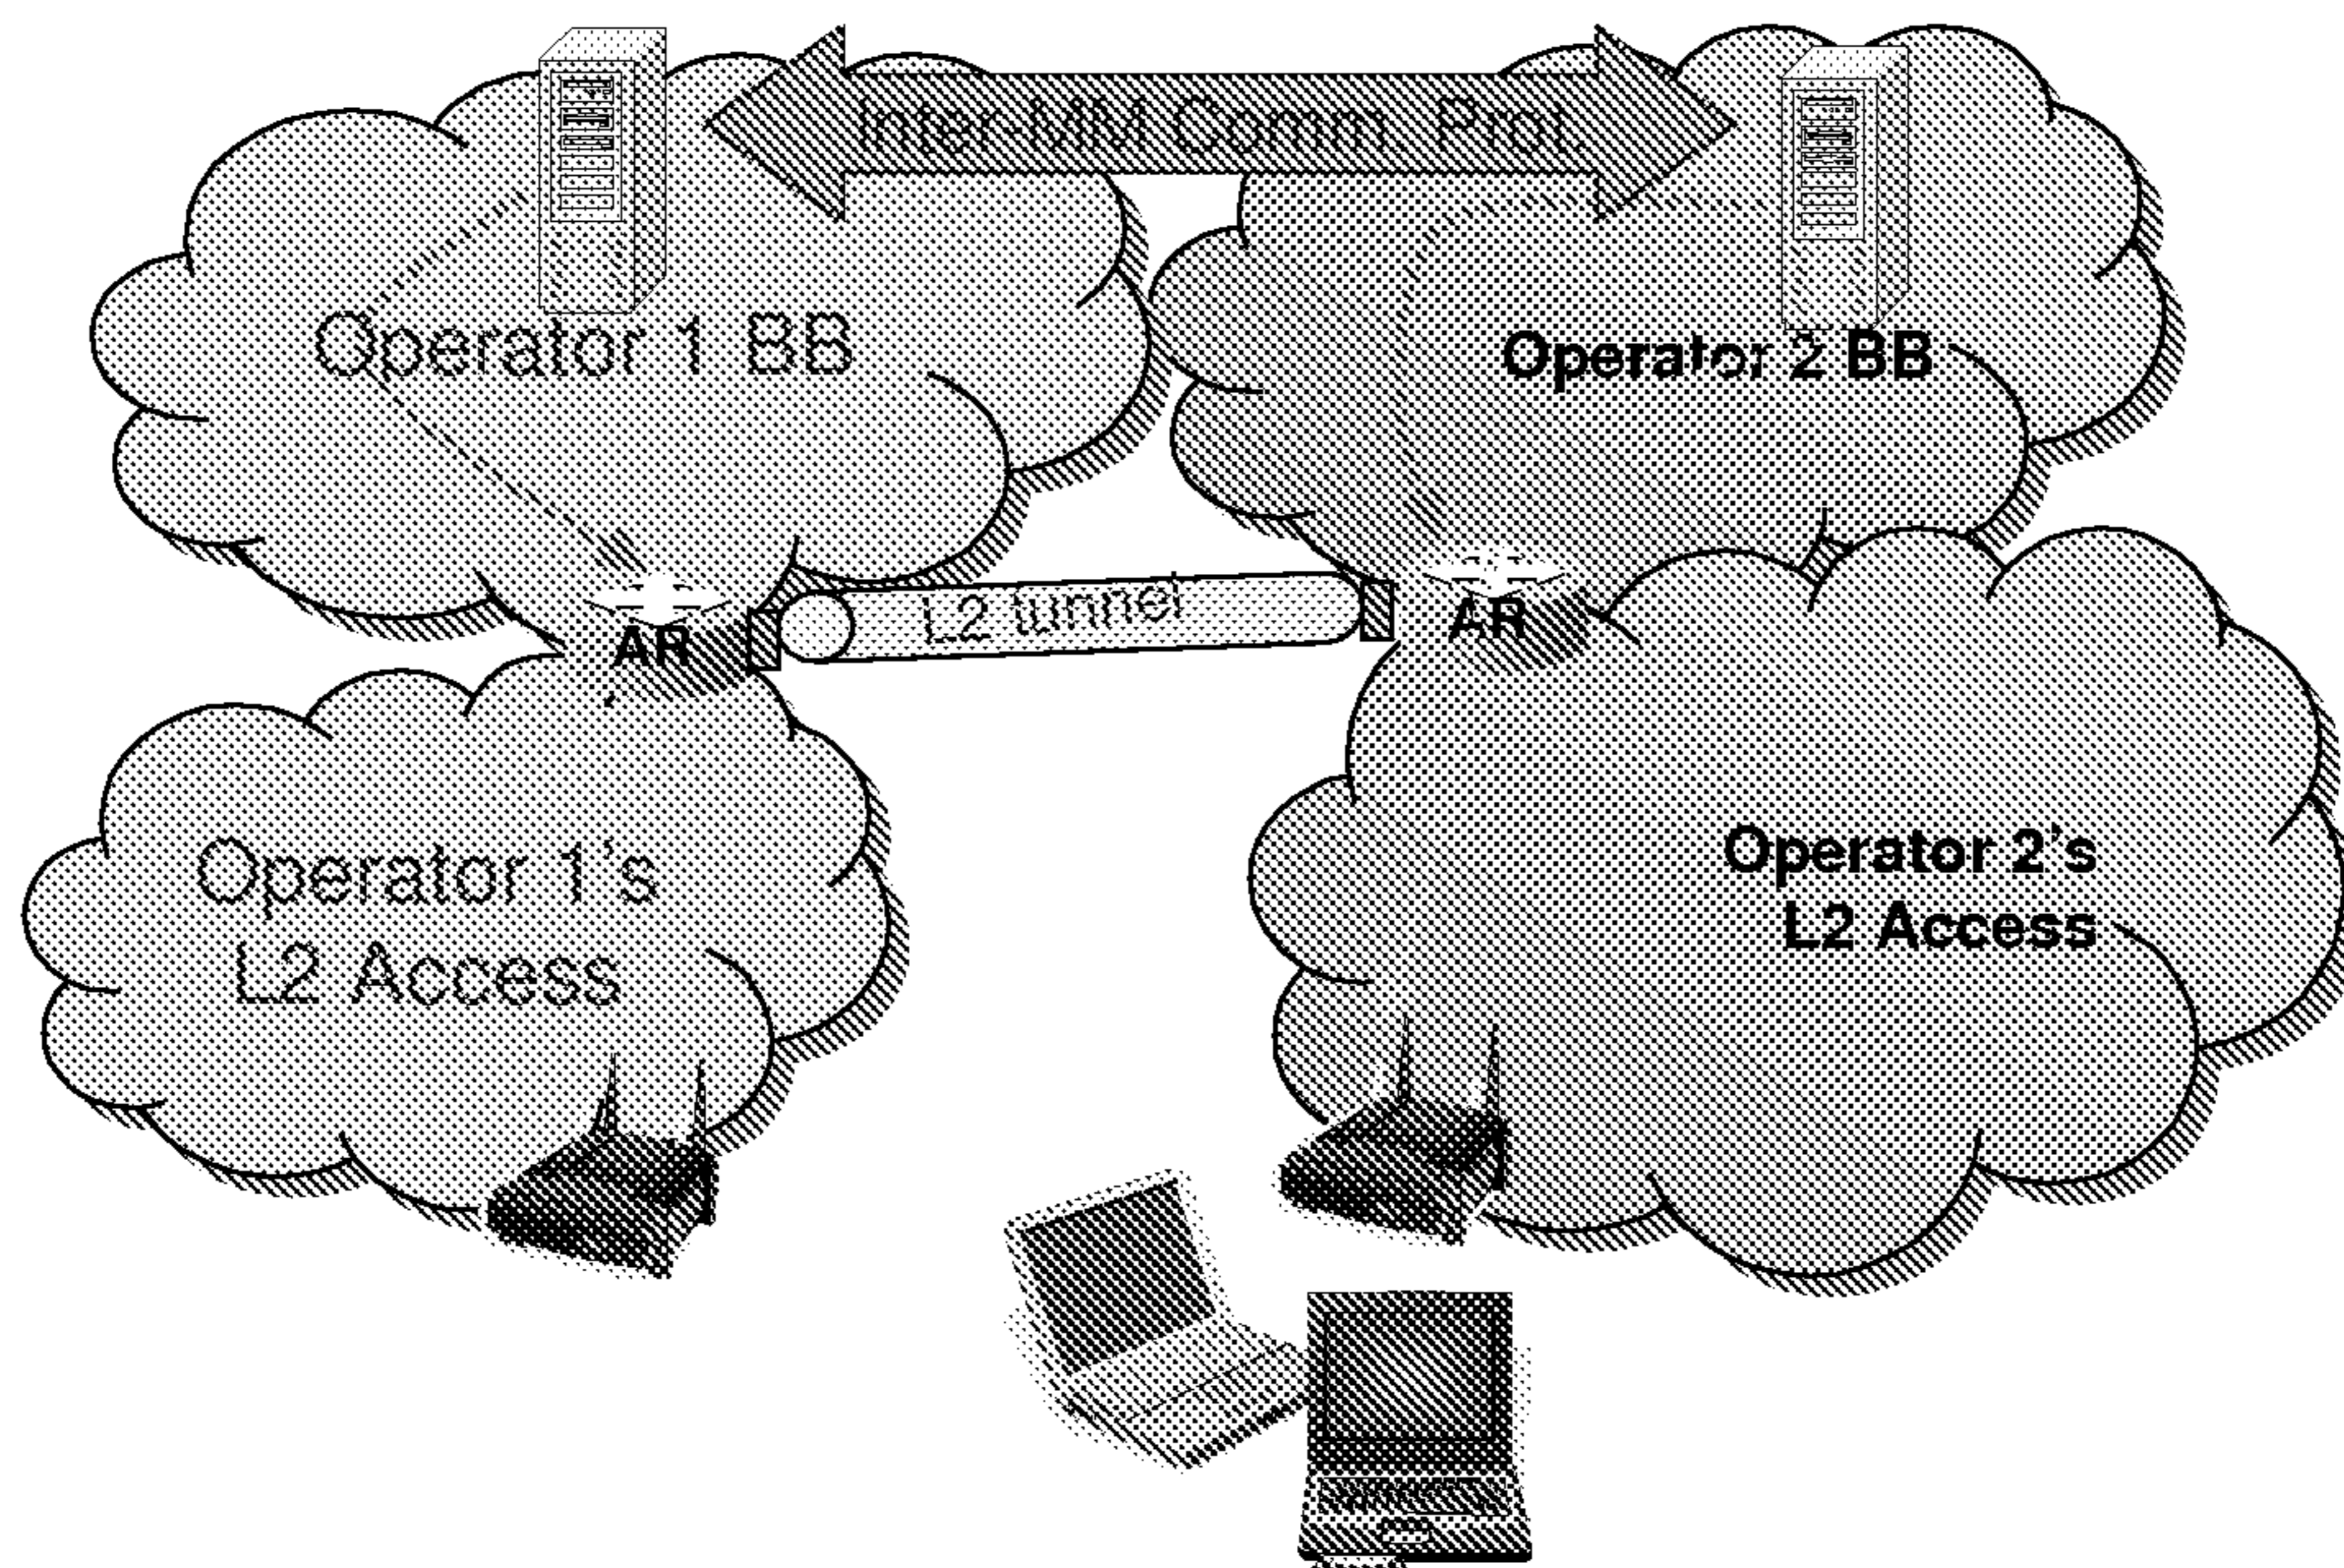 Inter-MM Comm. Prot.
Operator 1 BB
Operator 2 BB
L2 tunnel
AR
AR
Operator 1's
L2 Access
Operator 2's
L2 Access